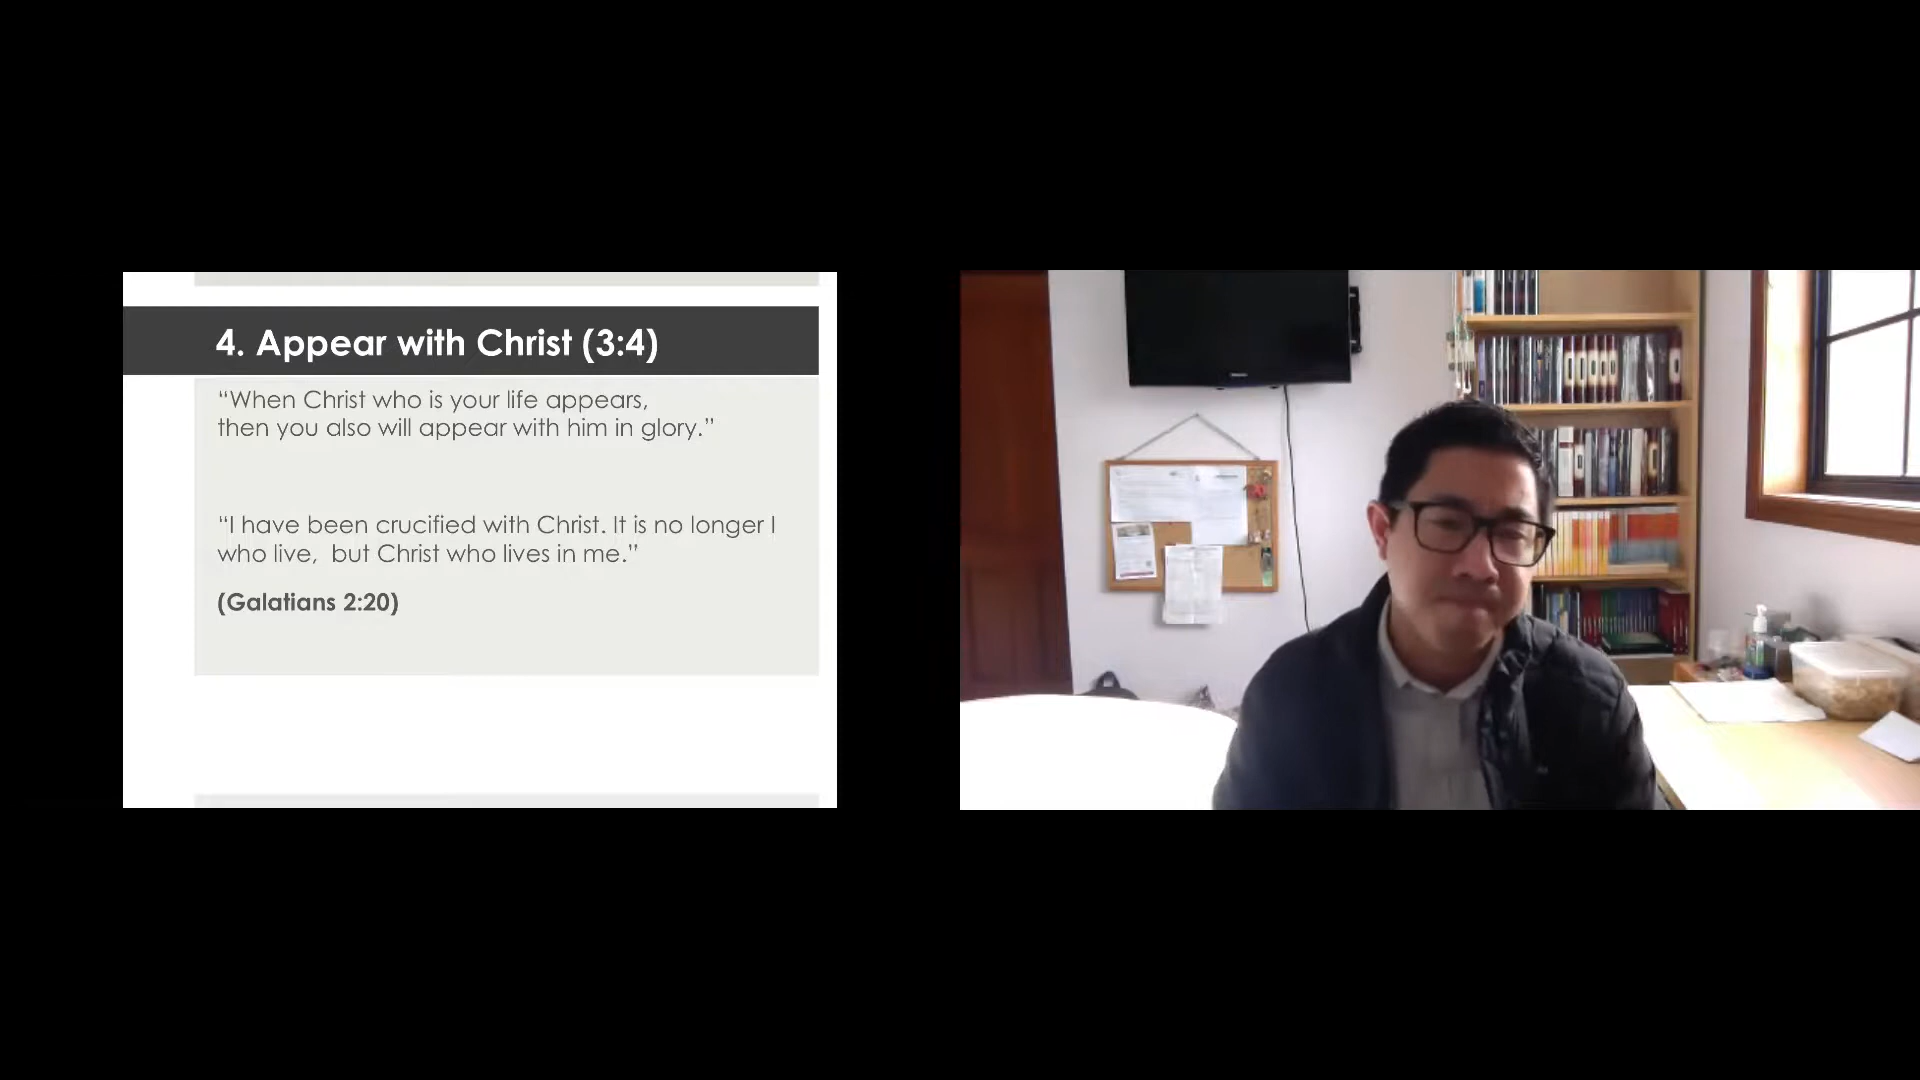 4. Appear with Christ (3:4)
“When Christ who is your life appears,
then you also will appear with him in glory.”
“I have been crucified with Christ. It is no longer I
who live,  but Christ who lives in me.”
(Galatians 2:20)